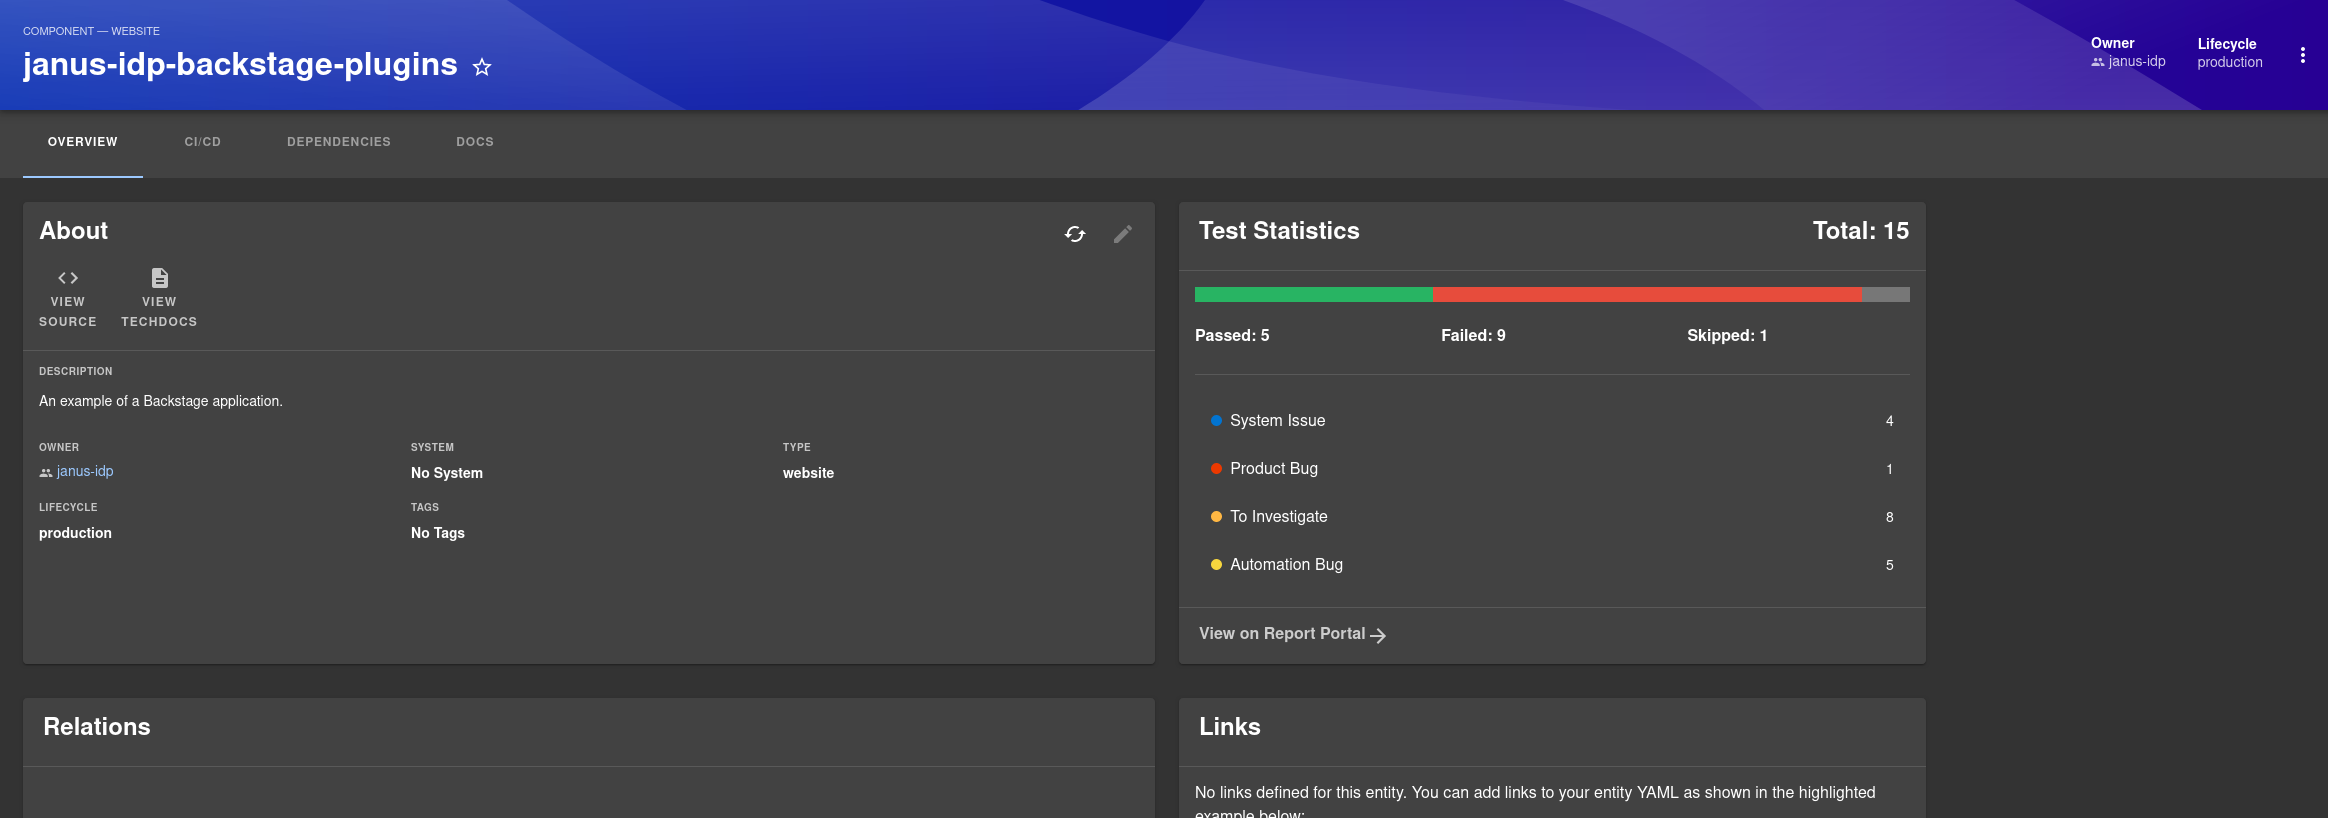 COMPONENT — WEBSITE
janus-idp-backstage-plugins
Owner
janus-idp
Lifecycle
production
OVERVIEW
CI/CD
DEPENDENCIES
DOCS
About
VIEW
SOURCE
VIEW
TECHDOCS
DESCRIPTION
An example of a Backstage application.
OWNER
janus-idp
SYSTEM
No System
TYPE
website
LIFECYCLE
production
TAGS
No Tags
Test Statistics
Total: 15
Passed: 5
Failed: 9
Skipped: 1
System Issue
4
Product Bug
1
To Investigate
8
Automation Bug
5
View on Report Portal
Relations
Links
No links defined for this entity. You can add links to your entity YAML as shown in the highlighted
example below: